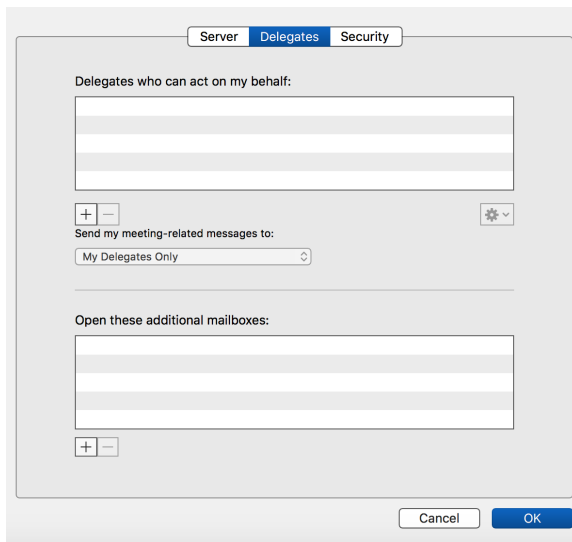 Server Delegates Security
Delegates who can act on my behalf:
Send my meeting-related messages to:
My Delegates Only
Open these additional mailboxes:
Cancel OK